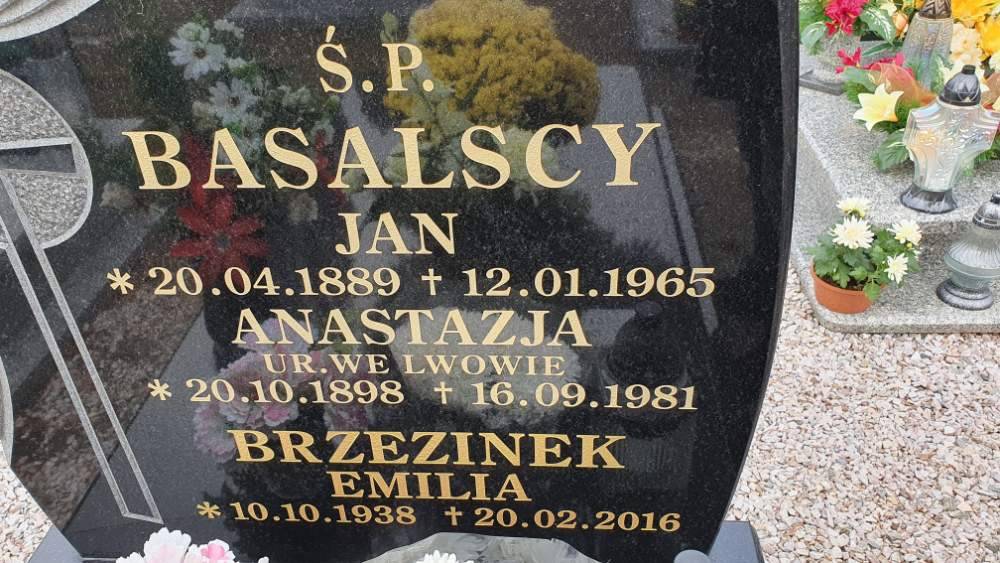 Ś.P.
BASALSCY
JAN
* 20.04.1889 † 12.01.1965
ANASTAZJA
UR. WE LWOWIE
* 20.10.1898 † 16.09.1981
BRZEZINEK
EMILIA
* 10.10.1938 † 20.02.2016